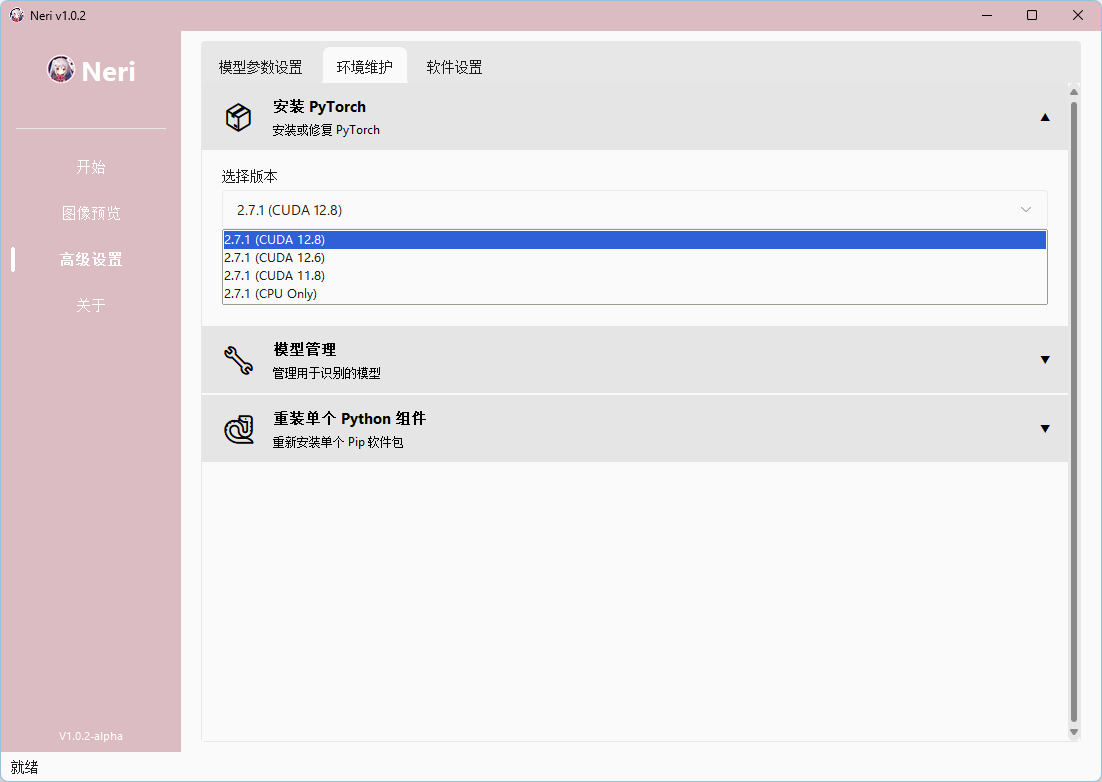 Neri v1.0.2
Neri
开始
图像预览
高级设置
关于
V1.0.2-alpha
就绪
模型参数设置
环境维护
软件设置
安装 PyTorch
安装或修复 PyTorch
选择版本
2.7.1 (CUDA 12.8)
2.7.1 (CUDA 12.8)
2.7.1 (CUDA 12.6)
2.7.1 (CUDA 11.8)
2.7.1 (CPU Only)
模型管理
管理用于识别的模型
重装单个 Python 组件
重新安装单个 Pip 软件包